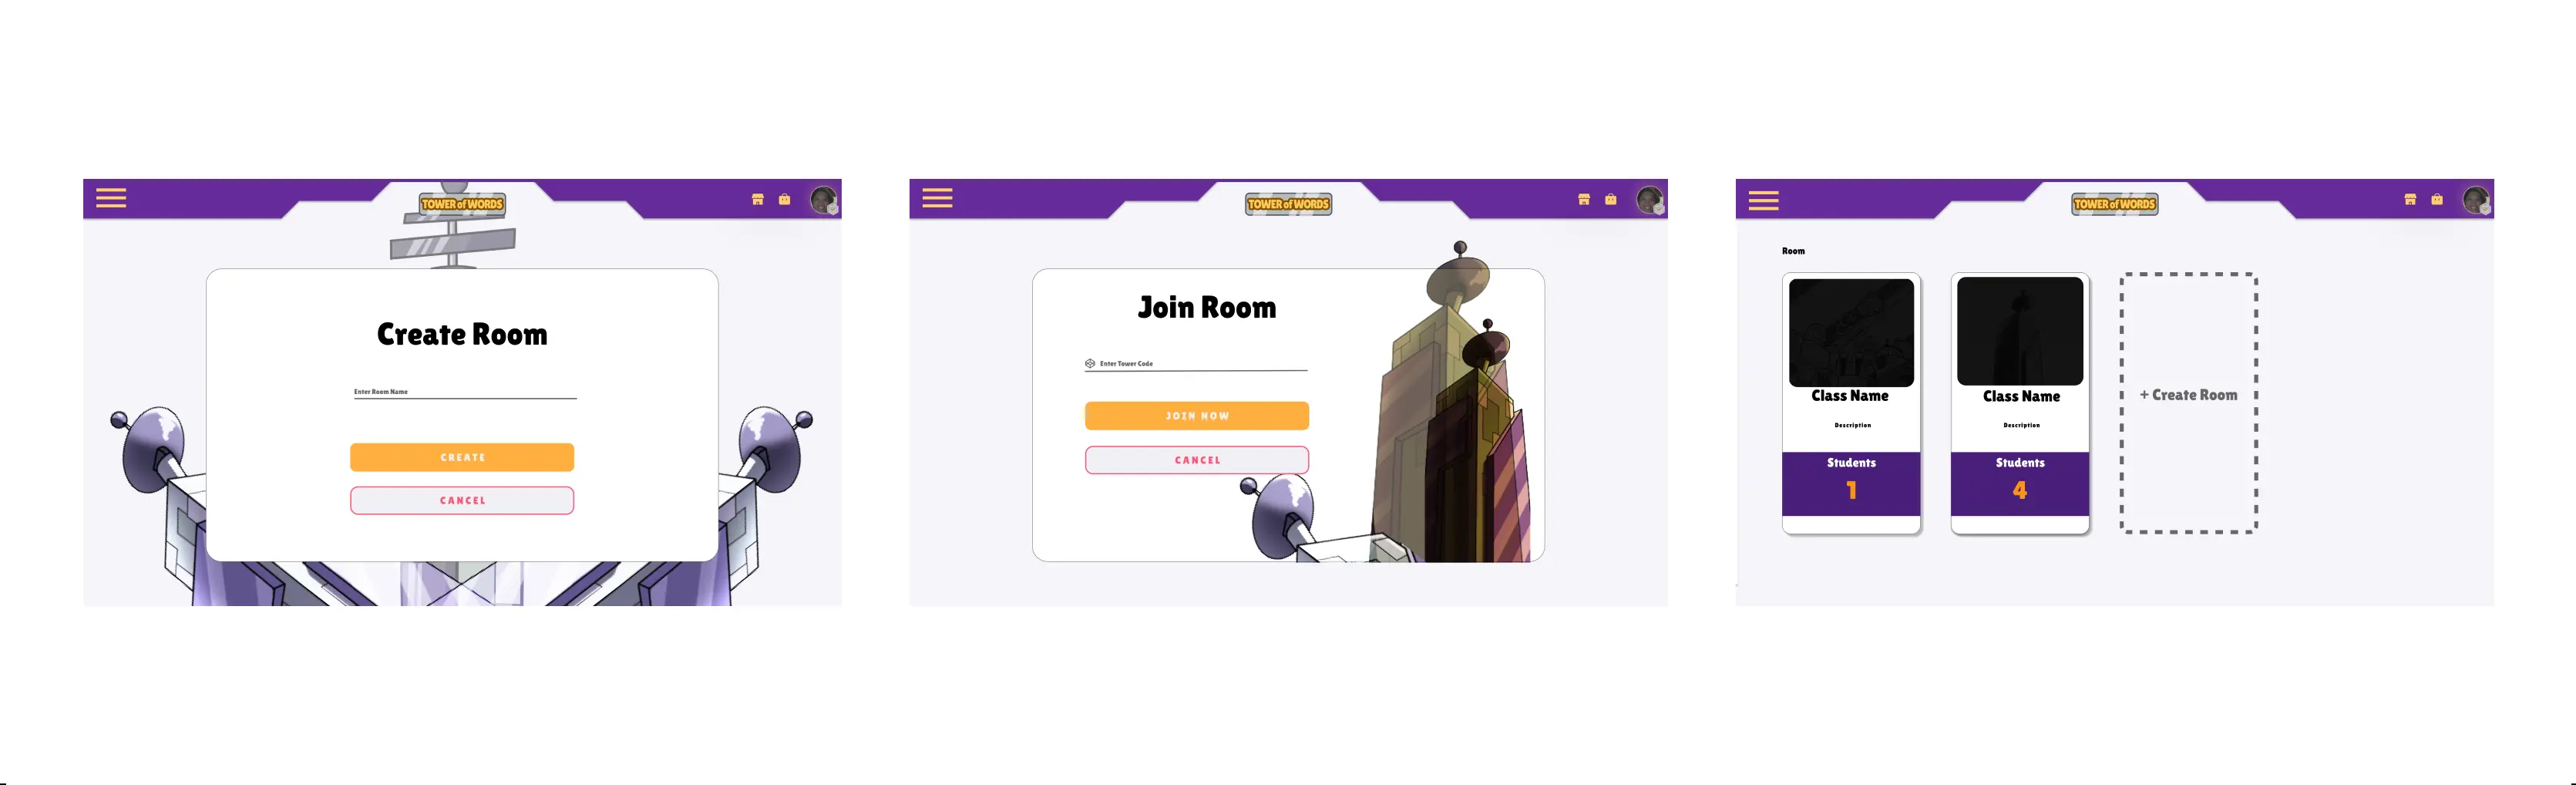 TOWER of WORDS
Create Room
Enter Room Name
CREATE
CANCEL
TOWER of WORDS
Join Room
Enter Tower Code
JOIN NOW
CANCEL
TOWER of WORDS
Room
Class Name
Description
Students
1
Class Name
Description
Students
4
+ Create Room